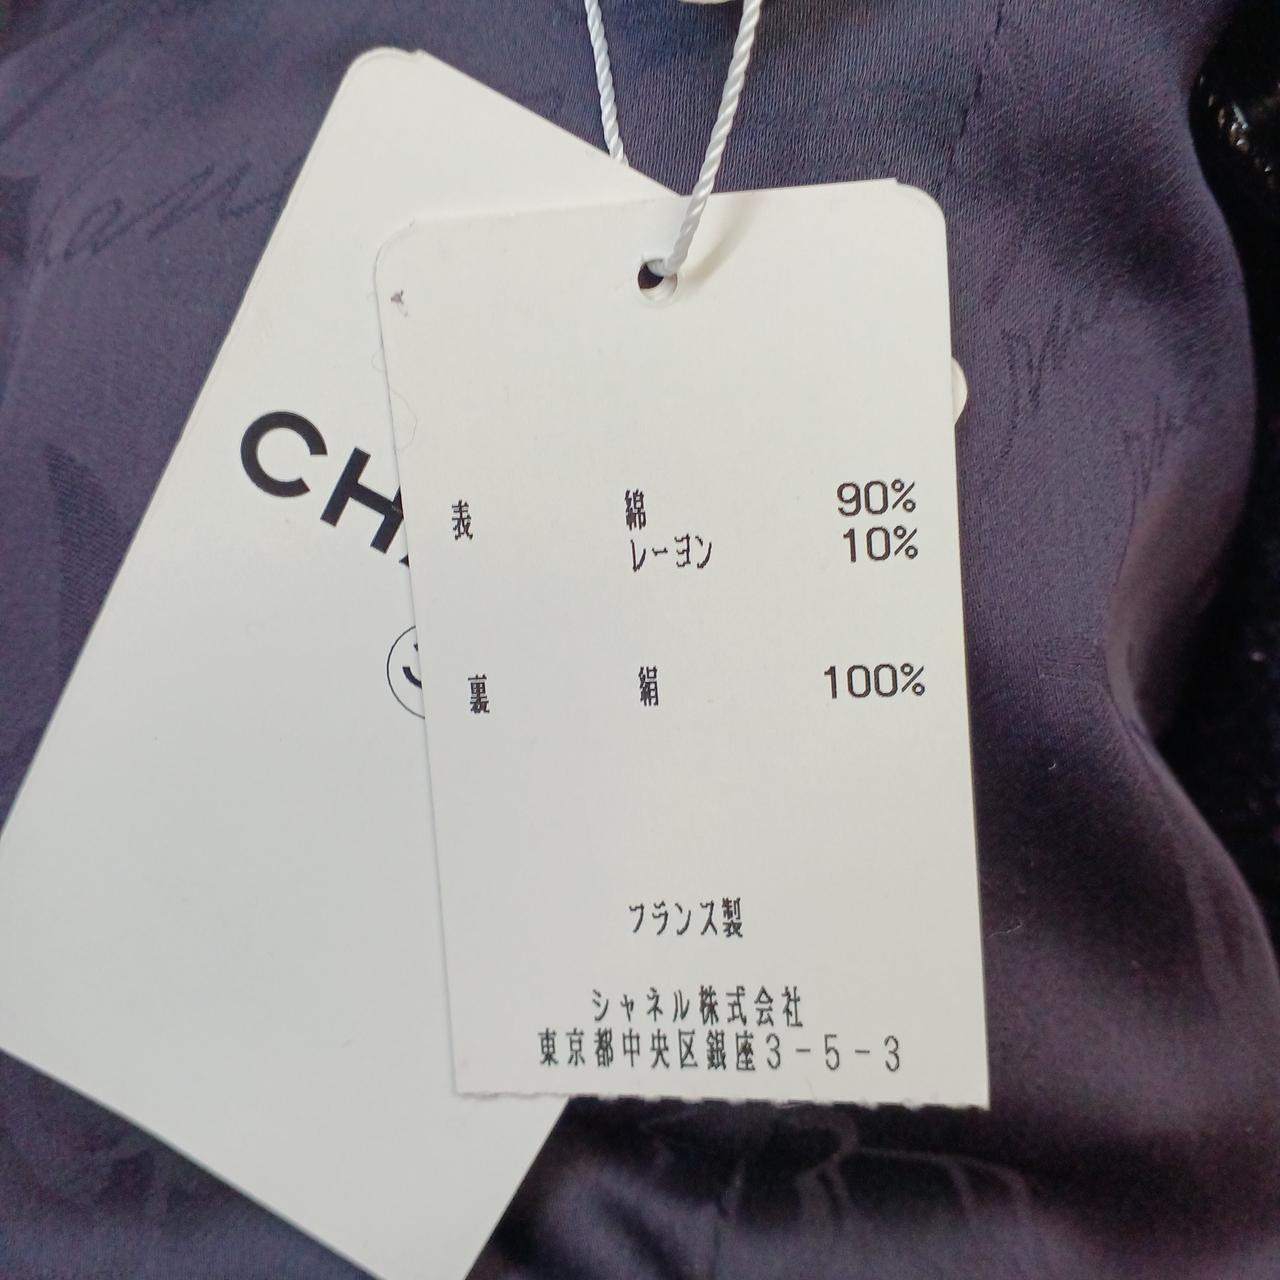 CH
表 綿 90%
レーヨン 10%
裏 絹 100%
フランス製
シャネル株式会社
東京都中央区銀座3-5-3